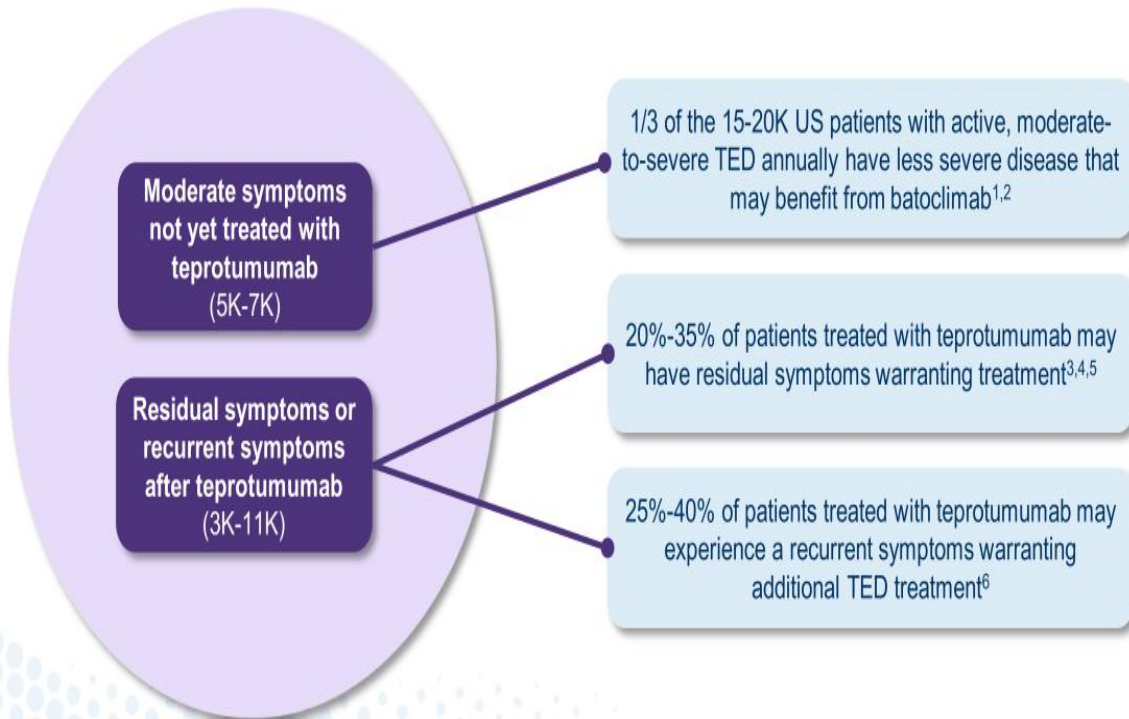 Moderate symptoms
not yet treated with
teprotumumab
(5K-7K)
Residual symptoms or
recurrent symptoms
after teprotumumab
(3K-11K)
1/3 of the 15-20K US patients with active, moderate-
to-severe TED annually have less severe disease that
may benefit from batoclimab1,2
20%-35% of patients treated with teprotumumab may
have residual symptoms warranting treatment3,4,5
25%-40% of patients treated with teprotumumab may
experience a recurrent symptoms warranting
additional TED treatment6